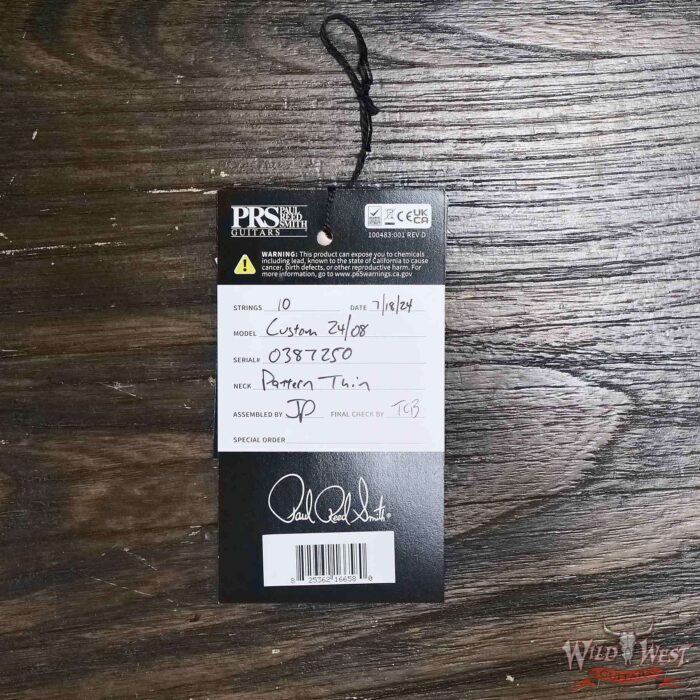 PRS PAUL REED SMITH
GUITARS
CE UK CA
100483:001 REV D
WARNING: This product can expose you to chemicals
including lead, known to the state of California to cause
cancer, birth defects, or other reproductive harm. For
more information, go to www.p65warnings.ca.gov
STRINGS 10 DATE 7/18/24
MODEL Custom 24/08
SERIAL# 0387250
NECK Pattern Thin
ASSEMBLED BY JP FINAL CHECK BY TCB
SPECIAL ORDER
Paul Reed Smith®
8 25362 16658 0
WILD WEST